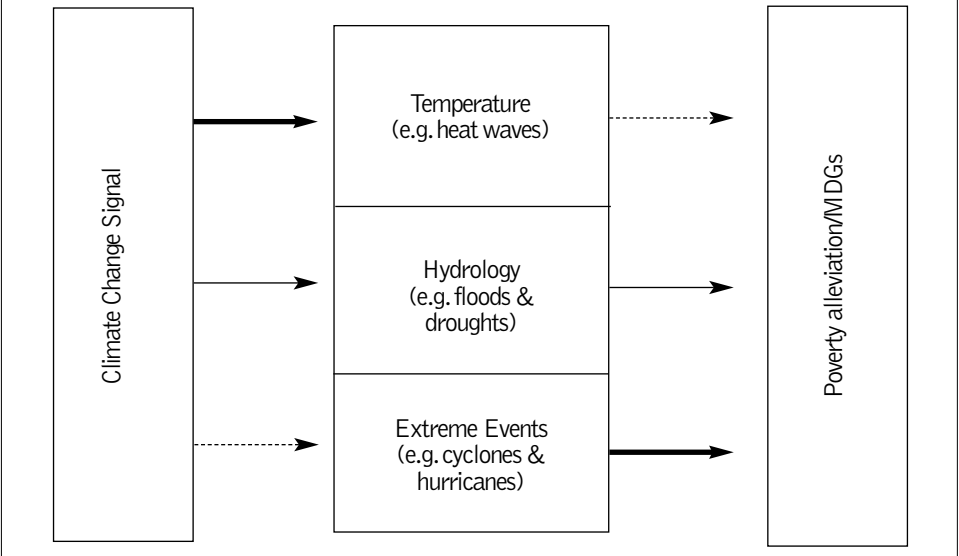 Climate Change Signal
Temperature
(e.g. heat waves)
Hydrology
(e.g. floods &
droughts)
Extreme Events
(e.g. cyclones &
hurricanes)
Poverty alleviation/MDGs